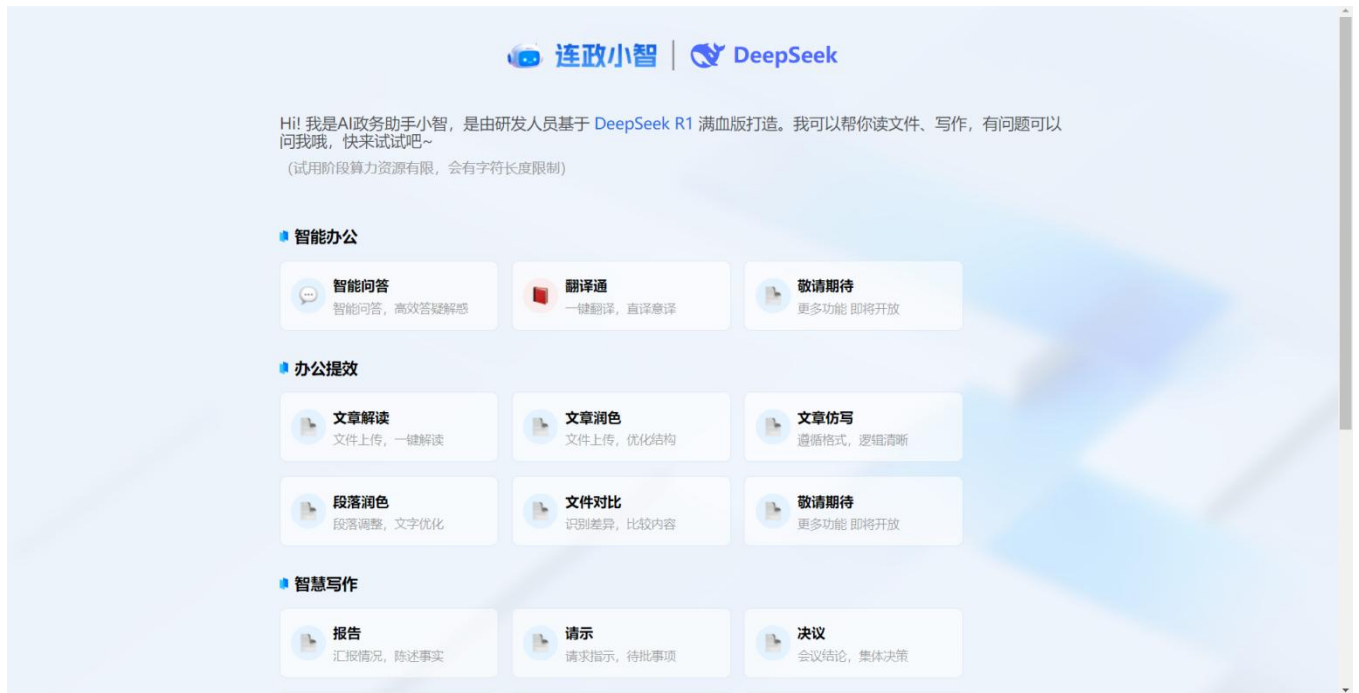 连政小智 DeepSeek
Hi! 我是AI政务助手小智，是由研发人员基于 DeepSeek R1 满血版打造。我可以帮你读文件、写作，有问题可以
问我哦，快来试试吧~
(试用阶段算力资源有限，会有字符长度限制)
智能办公
智能问答 翻译通 敬请期待
智能问答，高效答疑解惑 一键翻译，直译意译 更多功能 即将开放
办公提效
文章解读 文章润色 文章仿写
文件上传，一键解读 文件上传，优化结构 遵循格式，逻辑清晰
段落润色 文件对比 敬请期待
段落调整，文字优化 识别差异，比较内容 更多功能 即将开放
智慧写作
报告 请示 决议
汇报情况，陈述事实 请求指示，待批事项 会议结论，集体决策